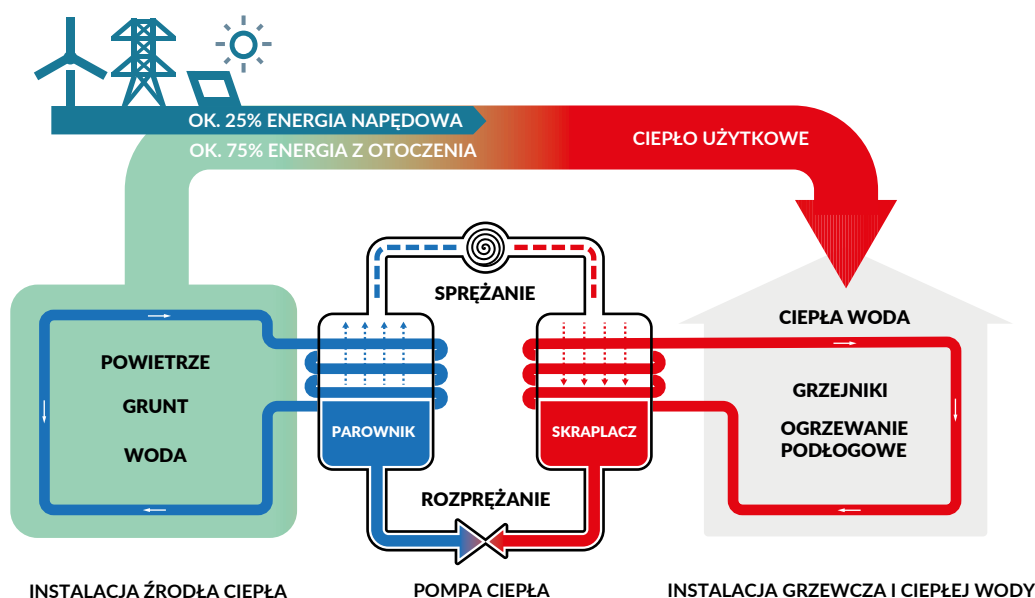 OK. 25% ENERGIA NAPĘDOWA
OK. 75% ENERGIA Z OTOCZENIA
CIEPŁO UŻYTKOWE
SPRĘŻANIE
CIEPŁA WODA
POWIETRZE
GRUNT
WODA
PAROWNIK
SKRAPLACZ
GRZEJNIKI
OGRZEWANIE
PODŁOGOWE
ROZPRĘŻANIE
INSTALACJA ŹRODŁA CIEPŁA
POMPA CIEPŁA
INSTALACJA GRZEWCZA I CIEPŁEJ WODY